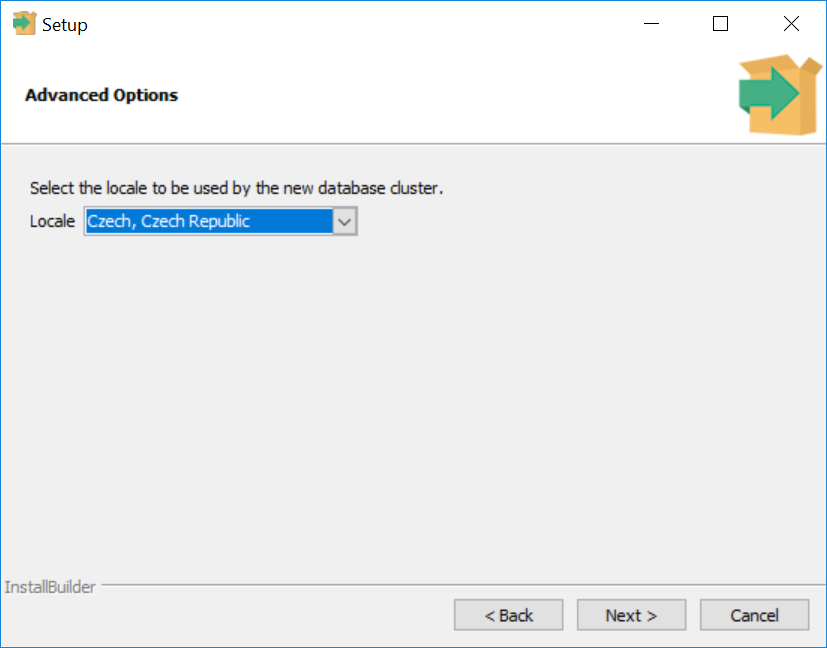 Setup
Advanced Options
Select the locale to be used by the new database cluster.
Locale Czech, Czech Republic
InstallBuilder
< Back Next > Cancel